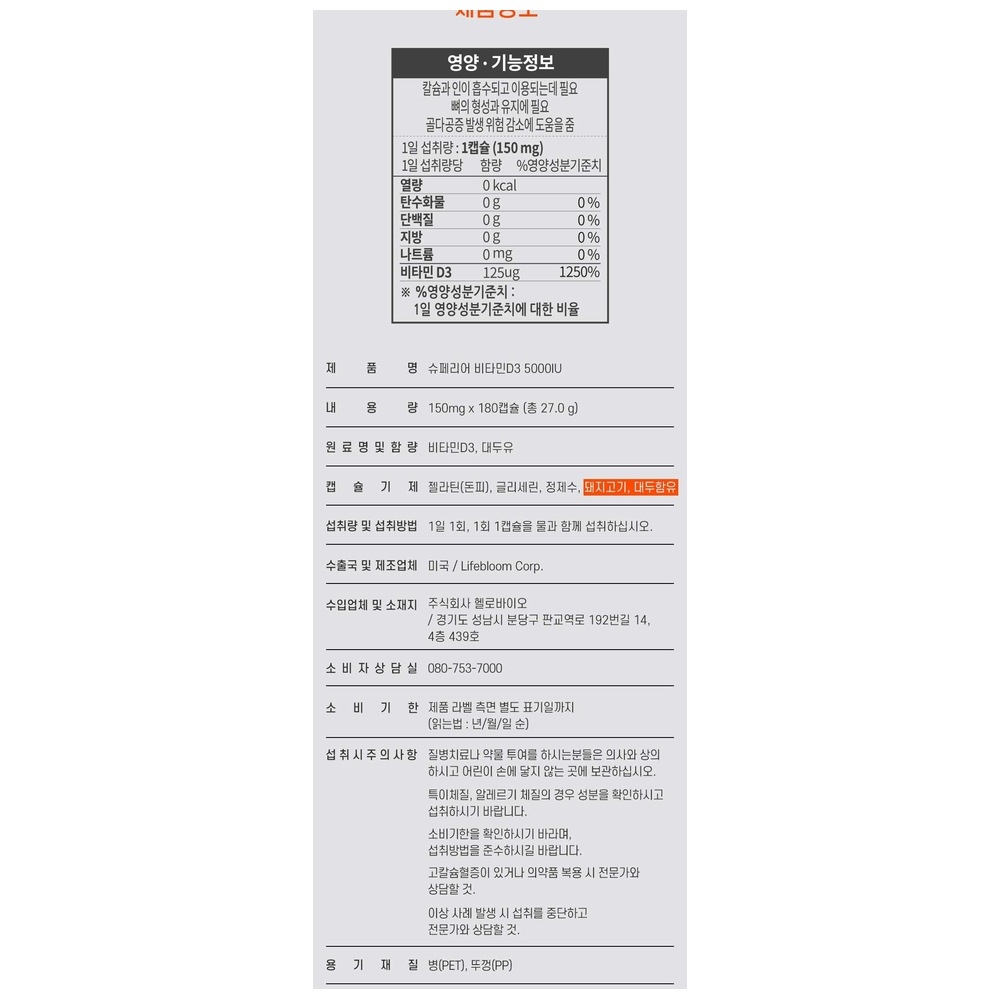 영양·기능정보
칼슘과 인이 흡수되고 이용되는데 필요
뼈의 형성과 유지에 필요
골다공증 발생 위험 감소에 도움을 줌
1일 섭취량 : 1캡슐 (150 mg)
1일 섭취량당 함량 %영양성분기준치
열량 0 kcal
탄수화물 0 g 0 %
단백질 0 g 0 %
지방 0 g 0 %
나트륨 0 mg 0 %
비타민 D3 125ug 1250%
※ %영양성분기준치 :
1일 영양성분기준치에 대한 비율
제품명 슈페리어 비타민D3 5000IU
내용량 150mg x 180캡슐 (총 27.0 g)
원료명및함량 비타민D3, 대두유
캡슐기제 젤라틴(돈피), 글리세린, 정제수, 돼지고기, 대두함유
섭취량 및 섭취방법 1일 1회, 1회 1캡슐을 물과 함께 섭취하십시오.
수출국 및 제조업체 미국 / Lifebloom Corp.
수입업체 및 소재지 주식회사 헬로바이오
/ 경기도 성남시 분당구 판교역로 192번길 14,
4층 439호
소비자상담실 080-753-7000
소비기한 제품 라벨 측면 별도 표기일까지
(읽는법 : 년/월/일 순)
섭취시주의사항 질병치료나 약물 투여를 하시는분들은 의사와 상의
하시고 어린이 손에 닿지 않는 곳에 보관하십시오.
특이체질, 알레르기 체질의 경우 성분을 확인하시고
섭취하시기 바랍니다.
소비기한을 확인하시기 바라며,
섭취방법을 준수하시길 바랍니다.
고칼슘혈증이 있거나 의약품 복용 시 전문가와
상담할 것.
이상 사례 발생 시 섭취를 중단하고
전문가와 상담할 것.
용기재질 병(PET), 뚜껑(PP)